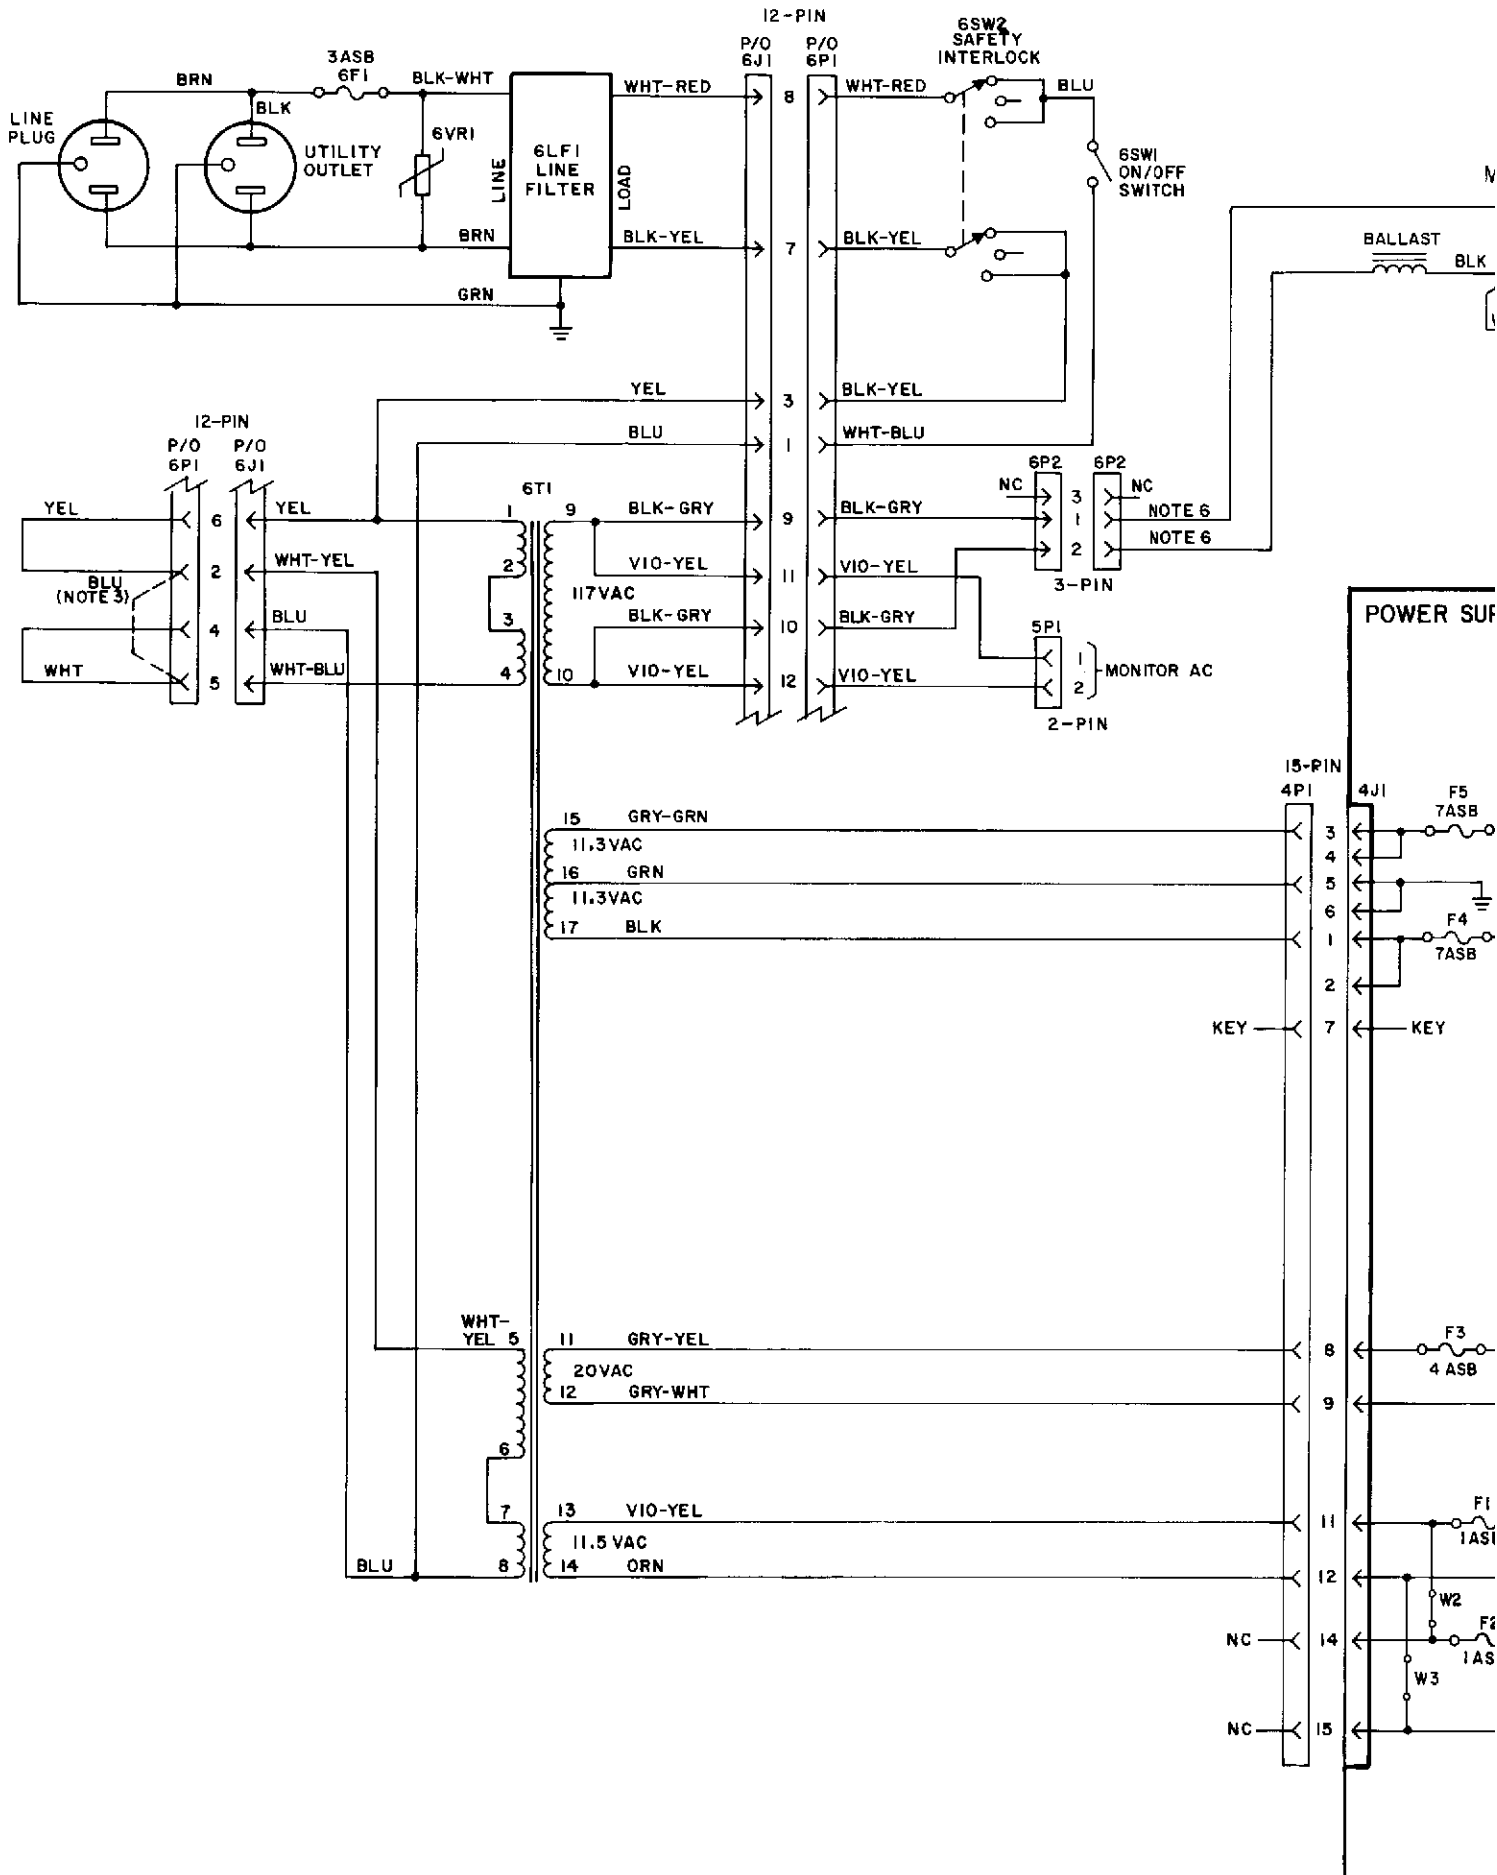 12-PIN
P/O
6J1
P/O
6P1
6SW2
SAFETY
INTERLOCK
3ASB
6F1
BRN
BLK-WHT
BLK
LINE
PLUG
UTILITY
OUTLET
6VR1
LINE
6LF1
LINE
FILTER
LOAD
WHT-RED
8
WHT-RED
BLU
6SW1
ON/OFF
SWITCH
M
BRN
BLK-YEL
7
BLK-YEL
BALLAST
BLK
GRN
YEL
3
BLK-YEL
BLU
1
WHT-BLU
12-PIN
P/O
6P1
P/O
6J1
6T1
6P2
6P2
NC
3
NC
YEL
6
YEL
1
9
BLK-GRY
9
BLK-GRY
1
NOTE 6
2
NOTE 6
3-PIN
BLU
(NOTE 3)
2
WHT-YEL
2
117VAC
VIO-YEL
11
VIO-YEL
4
BLU
3
BLK-GRY
10
BLK-GRY
WHT
5
WHT-BLU
4
10
VIO-YEL
12
VIO-YEL
5P1
1
2
MONITOR AC
2-PIN
POWER SUP
15-PIN
4P1
4J1
F5
7ASB
15
GRY-GRN
3
11.3VAC
4
16
GRN
5
11.3VAC
6
17
BLK
1
F4
7ASB
2
KEY
7
KEY
WHT-
YEL
5
11
GRY-YEL
8
F3
4 ASB
20VAC
12
GRY-WHT
9
6
7
13
VIO-YEL
11
F1
1ASB
11.5 VAC
BLU
8
14
ORN
12
W2
NC
14
F2
1AS
W3
NC
15